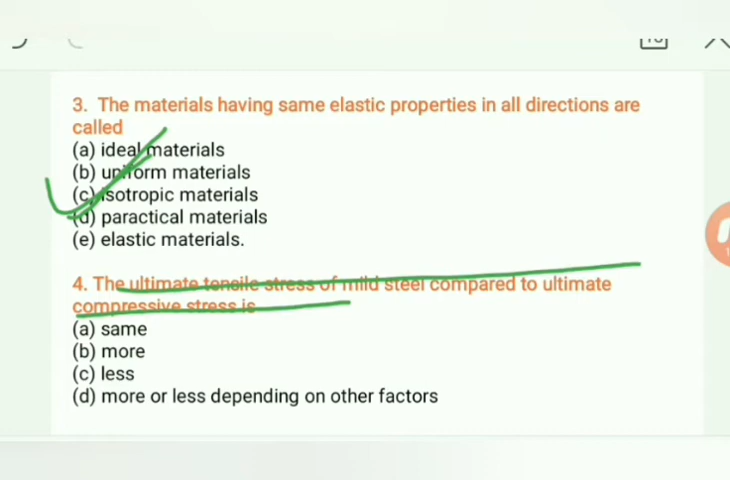 3. The materials having same elastic properties in all directions are
called
(a) ideal materials
(b) uniform materials
(c) isotropic materials
(d) paractical materials
(e) elastic materials.
4. The ultimate tensile stress of mild steel compared to ultimate
compressive stress is
(a) same
(b) more
(c) less
(d) more or less depending on other factors